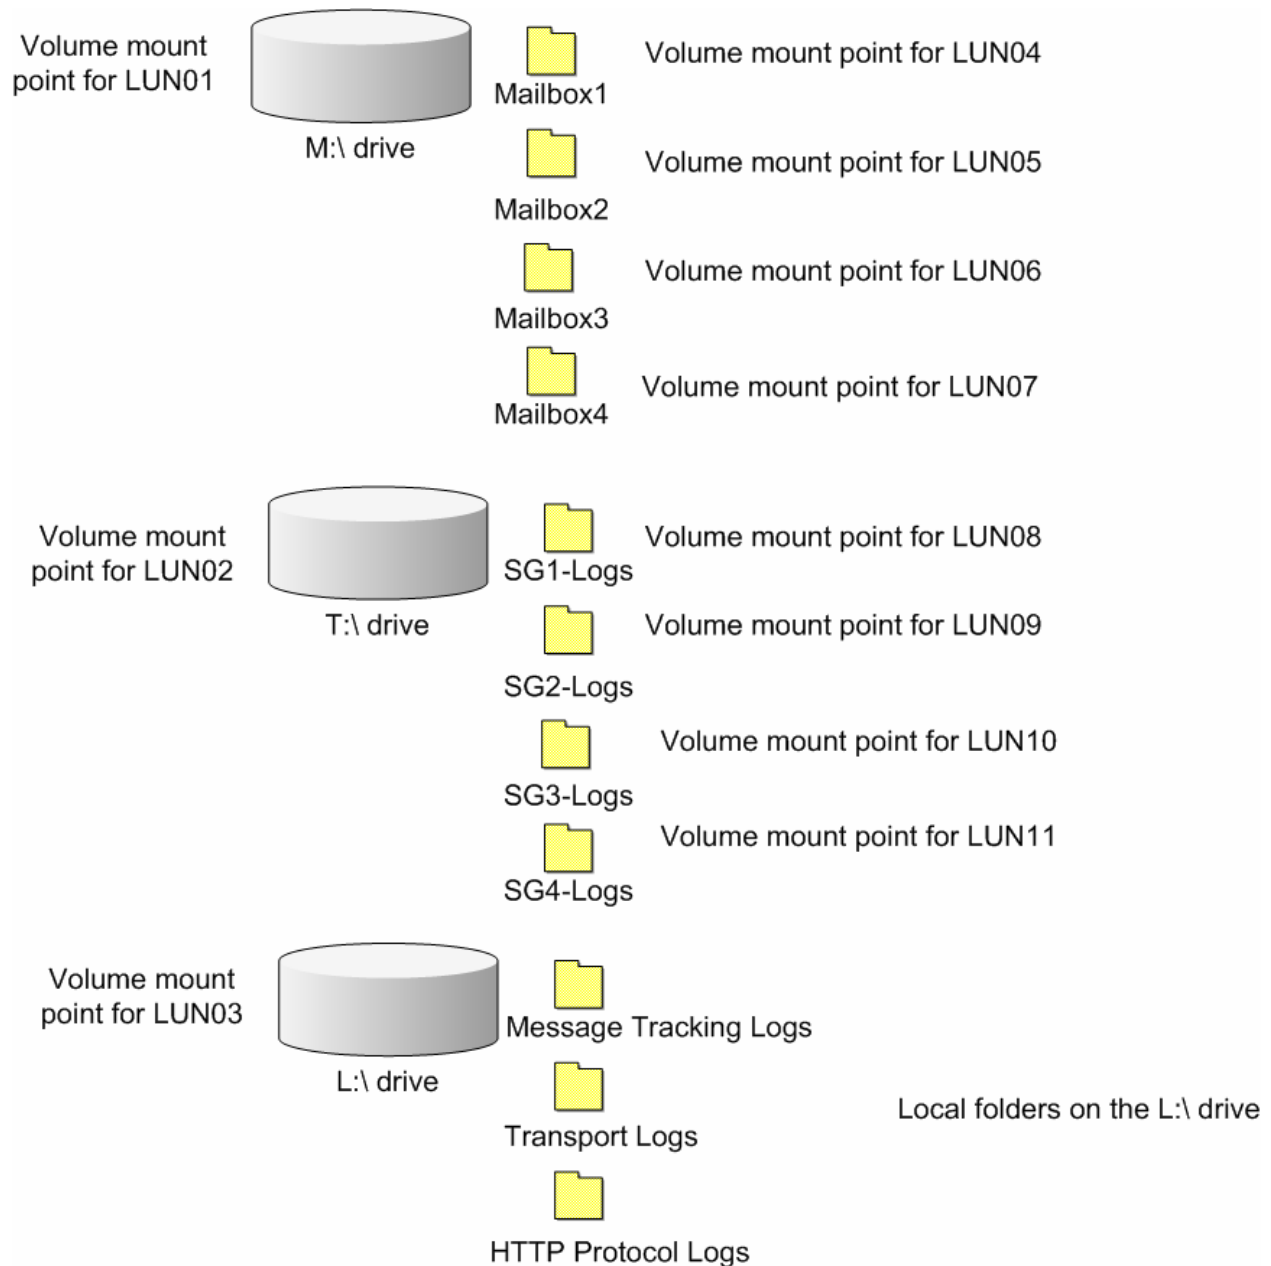 Volume mount
point for LUN01
M:\ drive
Mailbox1
Volume mount point for LUN04
Mailbox2
Volume mount point for LUN05
Mailbox3
Volume mount point for LUN06
Mailbox4
Volume mount point for LUN07
Volume mount
point for LUN02
T:\ drive
SG1-Logs
Volume mount point for LUN08
SG2-Logs
Volume mount point for LUN09
SG3-Logs
Volume mount point for LUN10
SG4-Logs
Volume mount point for LUN11
Volume mount
point for LUN03
L:\ drive
Message Tracking Logs
Transport Logs
HTTP Protocol Logs
Local folders on the L:\ drive